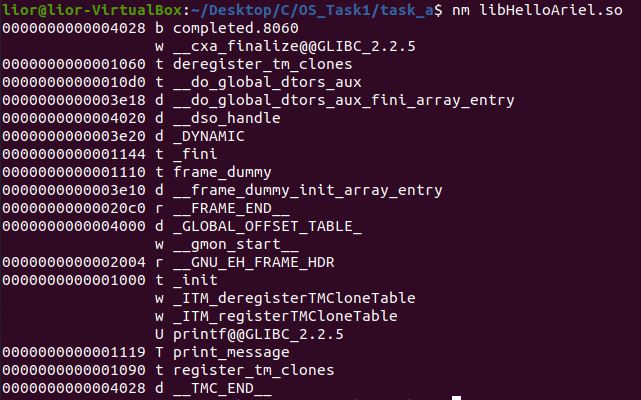 lior@lior-VirtualBox:~/Desktop/C/OS_Task1/task_a$ nm libHelloAriel.so
0000000000004028 b completed.8060
                 w __cxa_finalize@@GLIBC_2.2.5
0000000000001060 t deregister_tm_clones
00000000000010d0 t __do_global_dtors_aux
0000000000003e18 d __do_global_dtors_aux_fini_array_entry
0000000000004020 d __dso_handle
0000000000003e20 d _DYNAMIC
0000000000001144 t _fini
0000000000001110 t frame_dummy
0000000000003e10 d __frame_dummy_init_array_entry
00000000000020c0 r __FRAME_END__
0000000000004000 d _GLOBAL_OFFSET_TABLE_
                 w __gmon_start__
0000000000002004 r __GNU_EH_FRAME_HDR
0000000000001000 t _init
                 w _ITM_deregisterTMCloneTable
                 w _ITM_registerTMCloneTable
                 U printf@@GLIBC_2.2.5
0000000000001119 T print_message
0000000000001090 t register_tm_clones
0000000000004028 d __TMC_END__